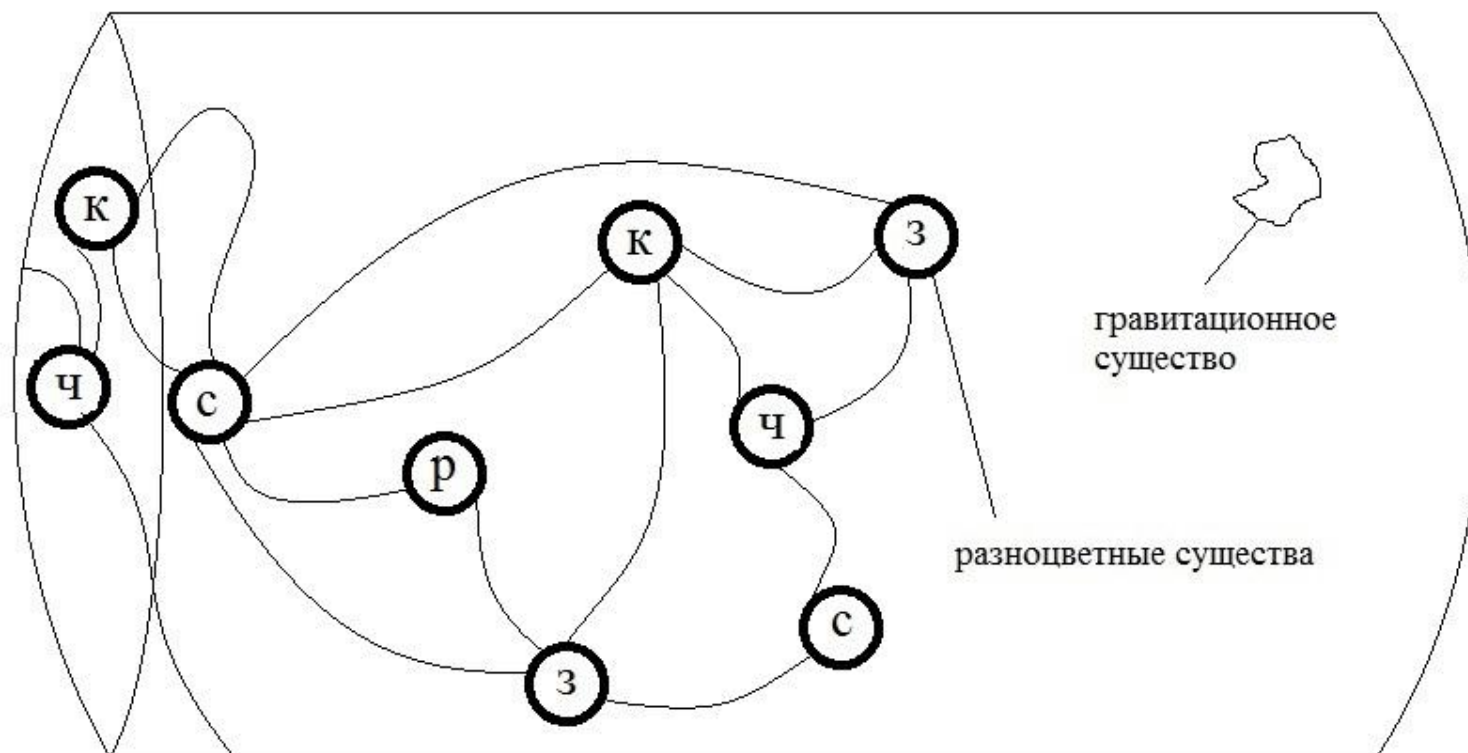 к
к
з
ч
с
ч
р
с
з
гравитационное
существо
разноцветные существа